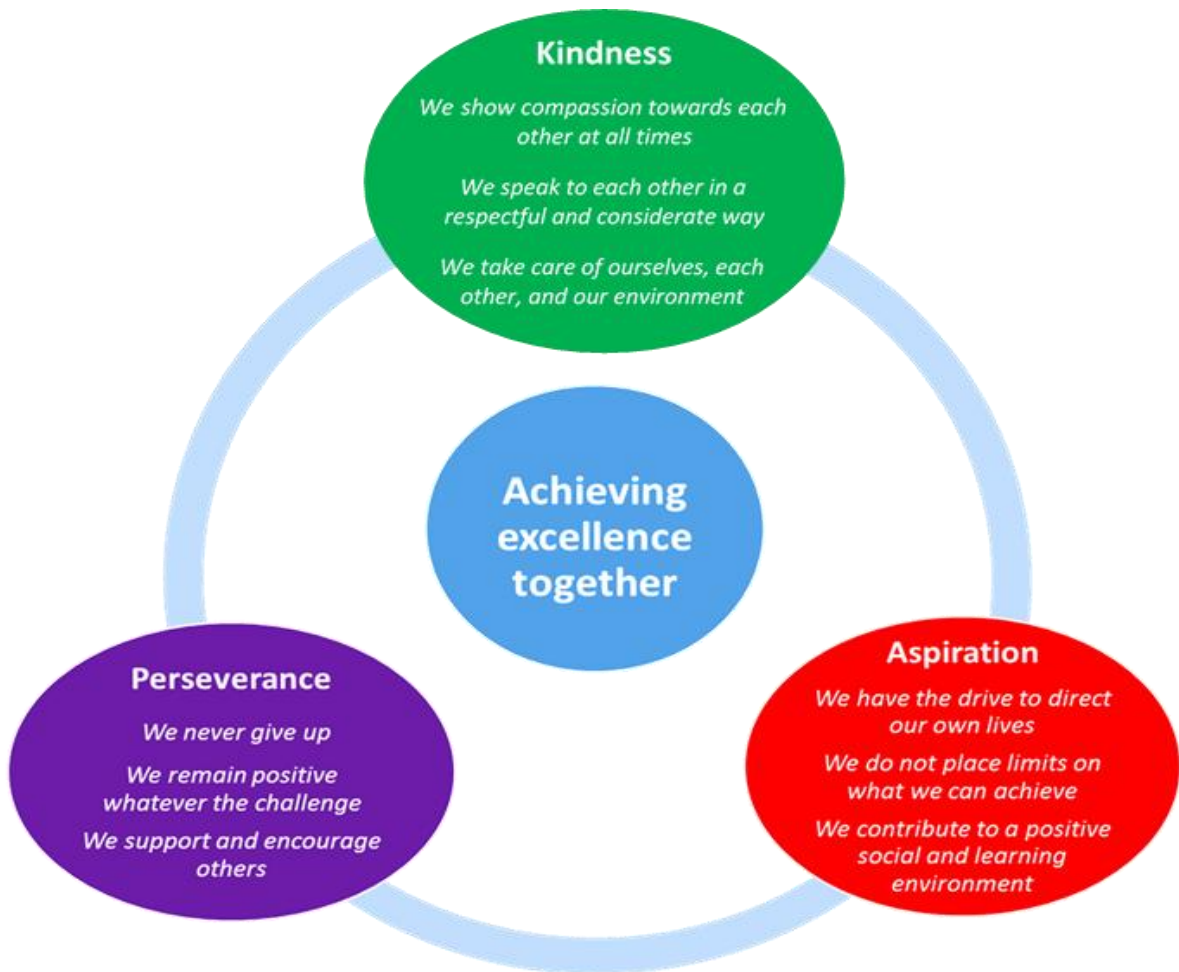 Kindness
We show compassion towards each
other at all times
We speak to each other in a
respectful and considerate way
We take care of ourselves, each
other, and our environment
Achieving
excellence
together
Perseverance
We never give up
We remain positive
whatever the challenge
We support and encourage
others
Aspiration
We have the drive to direct
our own lives
We do not place limits on
what we can achieve
We contribute to a positive
social and learning
environment